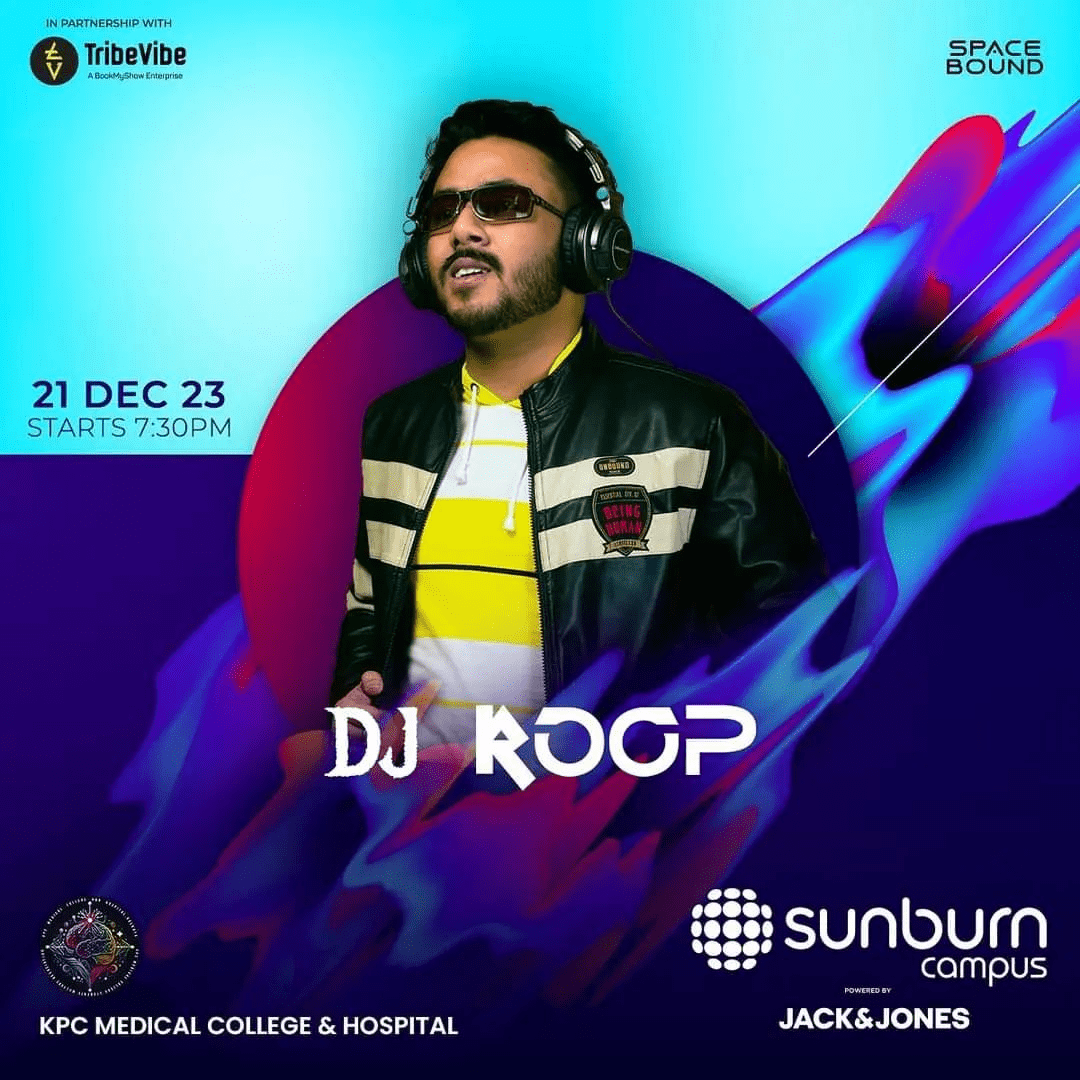 IN PARTNERSHIP WITH
TribeVibe
A BookMyShow Enterprise
SPACE
BOUND
21 DEC 23
STARTS 7:30PM
UNBOUND
BEING
HUMAN
DJ ROOP
sunburn
campus
POWERED BY
JACK&JONES
KPC MEDICAL COLLEGE & HOSPITAL